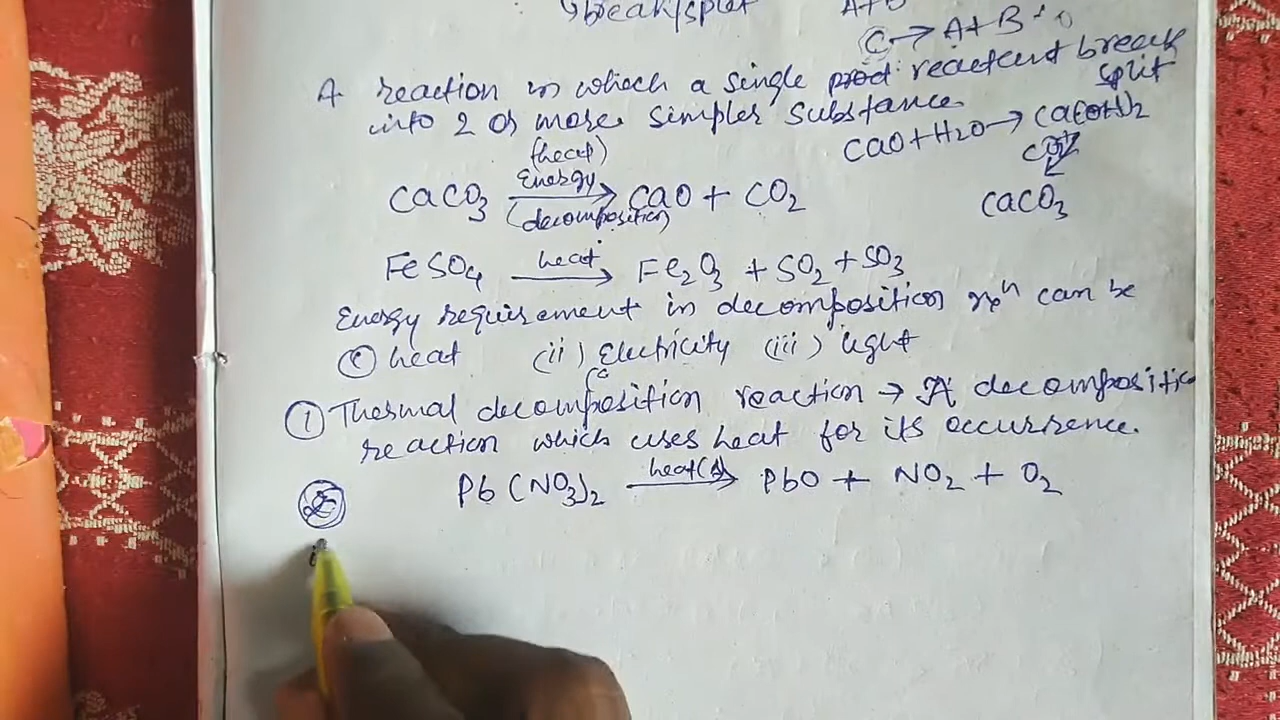 break/split
A+B
C → A + B
A reaction in which a single reactant break
split
into 2 or more simpler substance.
CaO + H2O → Ca(OH)2
(heat)
Energy
CaCO3 → CaO + CO2
(decomposition)
CO2
CaCO3
FeSO4 heat → Fe2O3 + SO2 + SO3
Energy requirement in decomposition rxn can be
(i) heat (ii) Electricity (iii) light
(1) Thermal decomposition reaction → A decomposition
reaction which uses heat for its occurrence.
Pb(NO3)2 heat(Δ) → PbO + NO2 + O2